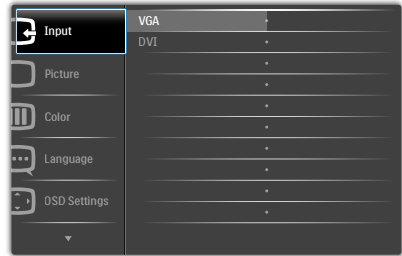 Input
VGA
DVI
Picture
Color
Language
OSD Settings